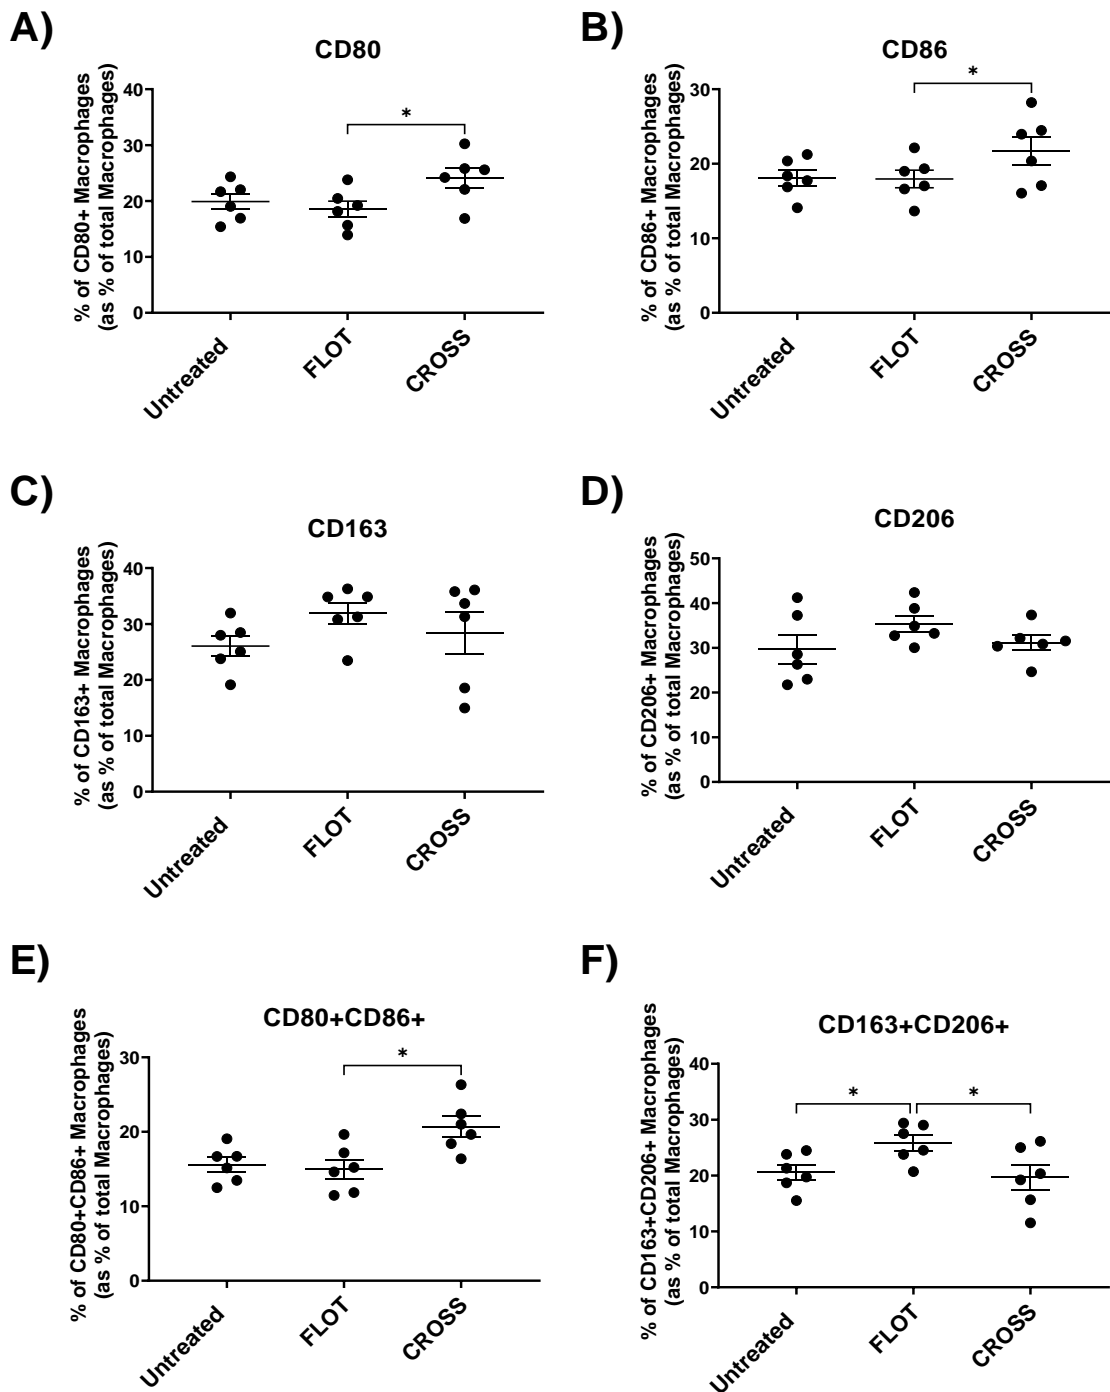 A)
CD80
% of CD80+ Macrophages
(as % of total Macrophages)
40
30
20
10
0
*
Untreated
FLOT
CROSS
B)
CD86
% of CD86+ Macrophages
(as % of total Macrophages)
30
20
10
0
*
Untreated
FLOT
CROSS
C)
CD163
% of CD163+ Macrophages
(as % of total Macrophages)
40
30
20
10
0
Untreated
FLOT
CROSS
D)
CD206
% of CD206+ Macrophages
(as % of total Macrophages)
50
40
30
20
10
0
Untreated
FLOT
CROSS
E)
CD80+CD86+
% of CD80+CD86+ Macrophages
(as % of total Macrophages)
30
20
10
0
*
Untreated
FLOT
CROSS
F)
CD163+CD206+
% of CD163+CD206+ Macrophages
(as % of total Macrophages)
40
30
20
10
0
*
*
Untreated
FLOT
CROSS